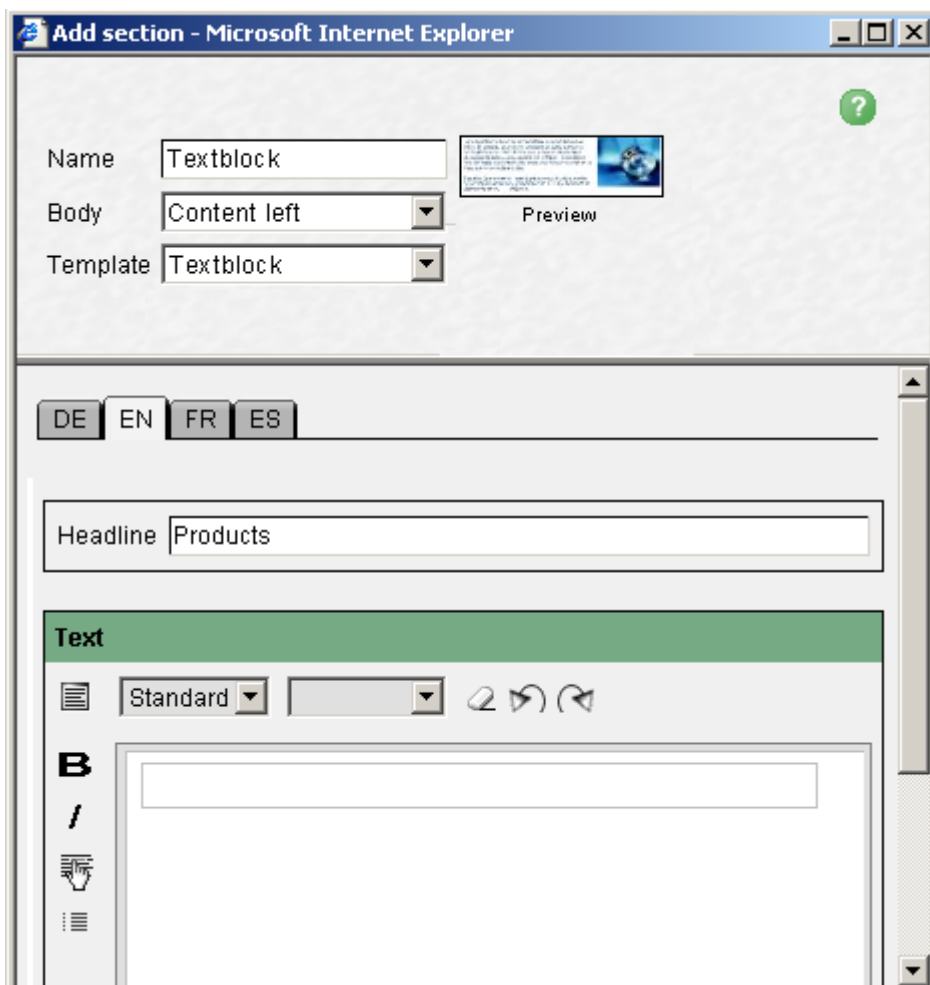 Add section - Microsoft Internet Explorer
?
Name Textblock
Body Content left
Preview
Template Textblock
DE EN FR ES
Headline Products
Text
Standard
B
I